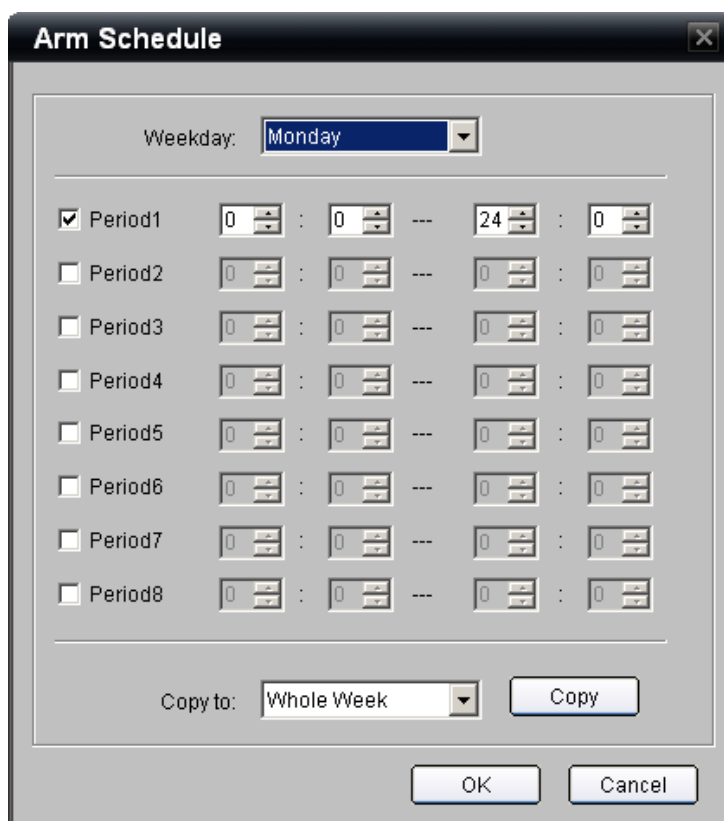 Arm Schedule
Weekday: Monday
Period1 0 : 0 --- 24 : 0
Period2 0 : 0 --- 0 : 0
Period3 0 : 0 --- 0 : 0
Period4 0 : 0 --- 0 : 0
Period5 0 : 0 --- 0 : 0
Period6 0 : 0 --- 0 : 0
Period7 0 : 0 --- 0 : 0
Period8 0 : 0 --- 0 : 0
Copy to: Whole Week Copy
OK Cancel